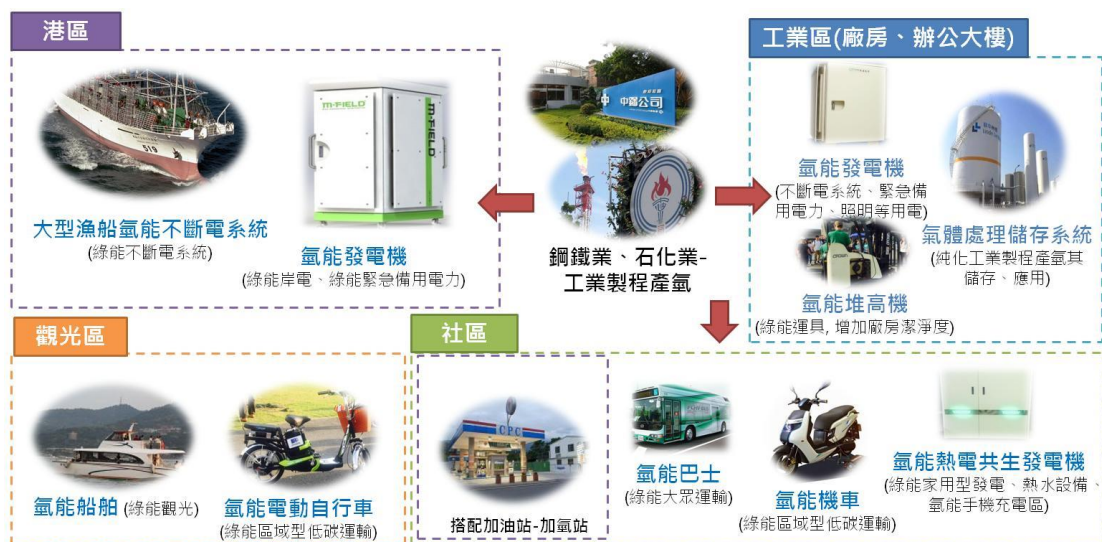 港區
519
M-FIELD
M-FIELD
大型漁船氫能不斷電系統
(綠能不斷電系統)
氫能發電機
(綠能岸電、綠能緊急備用電力)
中鋼公司
鋼鐵業、石化業-
工業製程產氫
工業區(廠房、辦公大樓)
氫能發電機
(不斷電系統、緊急備
用電力、照明等用電)
氣體處理儲存系統
(純化工業製程產氫其
儲存、應用)
CROWN
氫能堆高機
(綠能運具, 增加廠房潔淨度)
觀光區
氫能船舶 (綠能觀光)
氫能電動自行車
(綠能區域型低碳運輸)
社區
CPC
搭配加油站-加氫站
氫能巴士
(綠能大眾運輸)
氫能機車
(綠能區域型低碳運輸)
氫能熱電共生發電機
(綠能家用型發電、熱水設備、
氫能手機充電區)